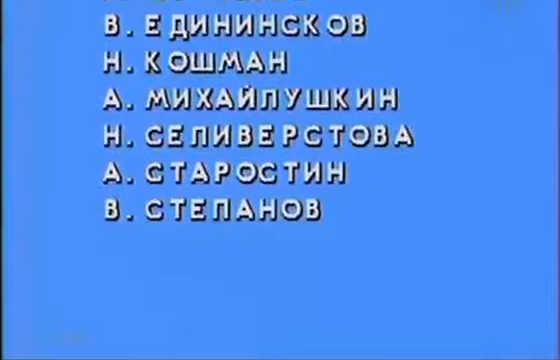 В. ЕДИНИНСКОВ
Н. КОШМАН
А. МИХАЙЛУШКИН
Н. СЕЛИВЕРСТОВА
А. СТАРОСТИН
В. СТЕПАНОВ